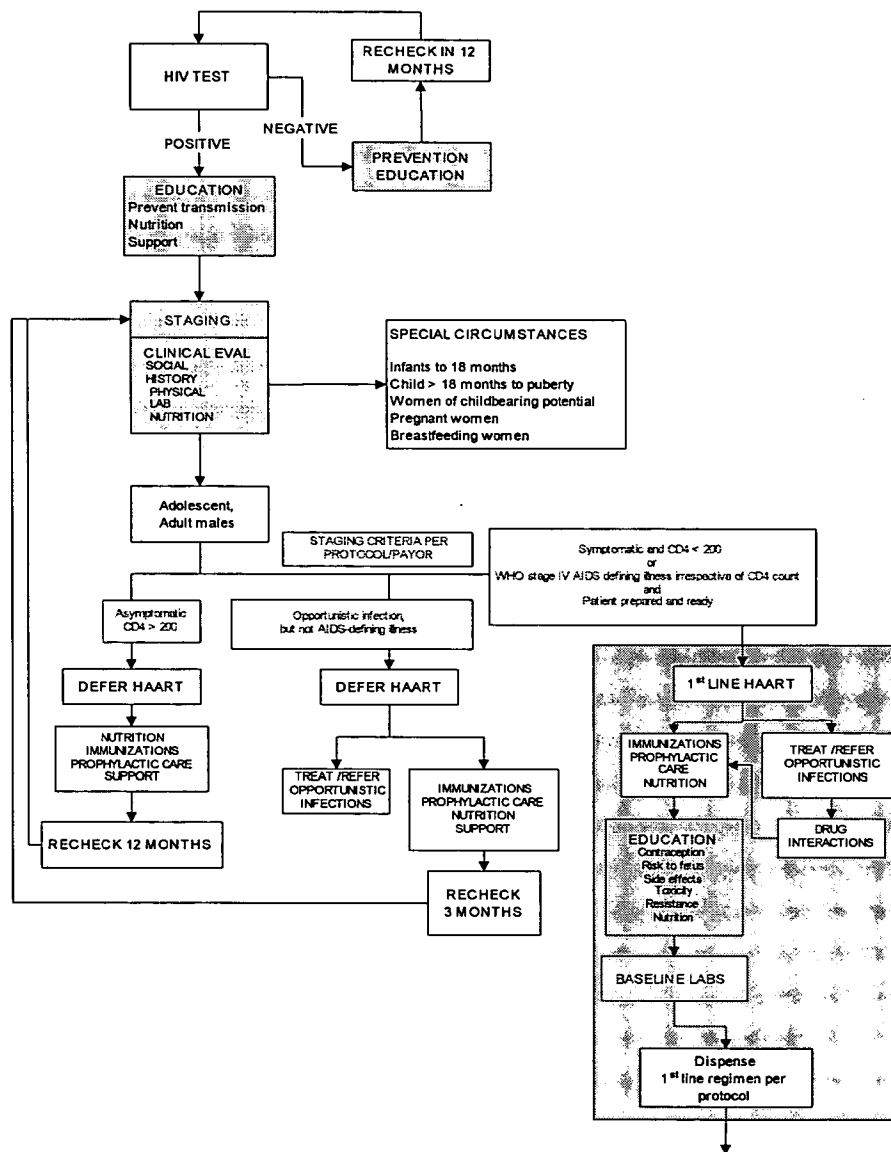 RECHECK IN 12
MONTHS
HIV TEST
NEGATIVE
POSITIVE
PREVENTION
EDUCATION
EDUCATION
Prevent transmission
Nutrition
Support
STAGING
CLINICAL EVAL
SOCIAL
HISTORY
PHYSICAL
LAB
NUTRITION
SPECIAL CIRCUMSTANCES
Infants to 18 months
Child > 18 months to puberty
Women of childbearing potential
Pregnant women
Breastfeeding women
Adolescent,
Adult males
STAGING CRITERIA PER
PROTOCOL/PAYOR
Symptomatic and CD4 < 200
or
WHO stage IV AIDS defining illness irrespective of CD4 count
and
Patient prepared and ready
Asymptomatic
CD4 > 200
Opportunistic infection,
but not AIDS-defining illness
DEFER HAART
DEFER HAART
1st LINE HAART
NUTRITION
IMMUNIZATIONS
PROPHYLACTIC CARE
SUPPORT
TREAT /REFER
OPPORTUNISTIC
INFECTIONS
IMMUNIZATIONS
PROPHYLACTIC CARE
NUTRITION
SUPPORT
IMMUNIZATIONS
PROPHYLACTIC
CARE
NUTRITION
TREAT /REFER
OPPORTUNISTIC
INFECTIONS
RECHECK 12 MONTHS
RECHECK
3 MONTHS
DRUG
INTERACTIONS
EDUCATION
Contraception
Risk to fetus
Side effects
Toxicity
Resistance
Nutrition
BASELINE LABS
Dispense
1st line regimen per
protocol